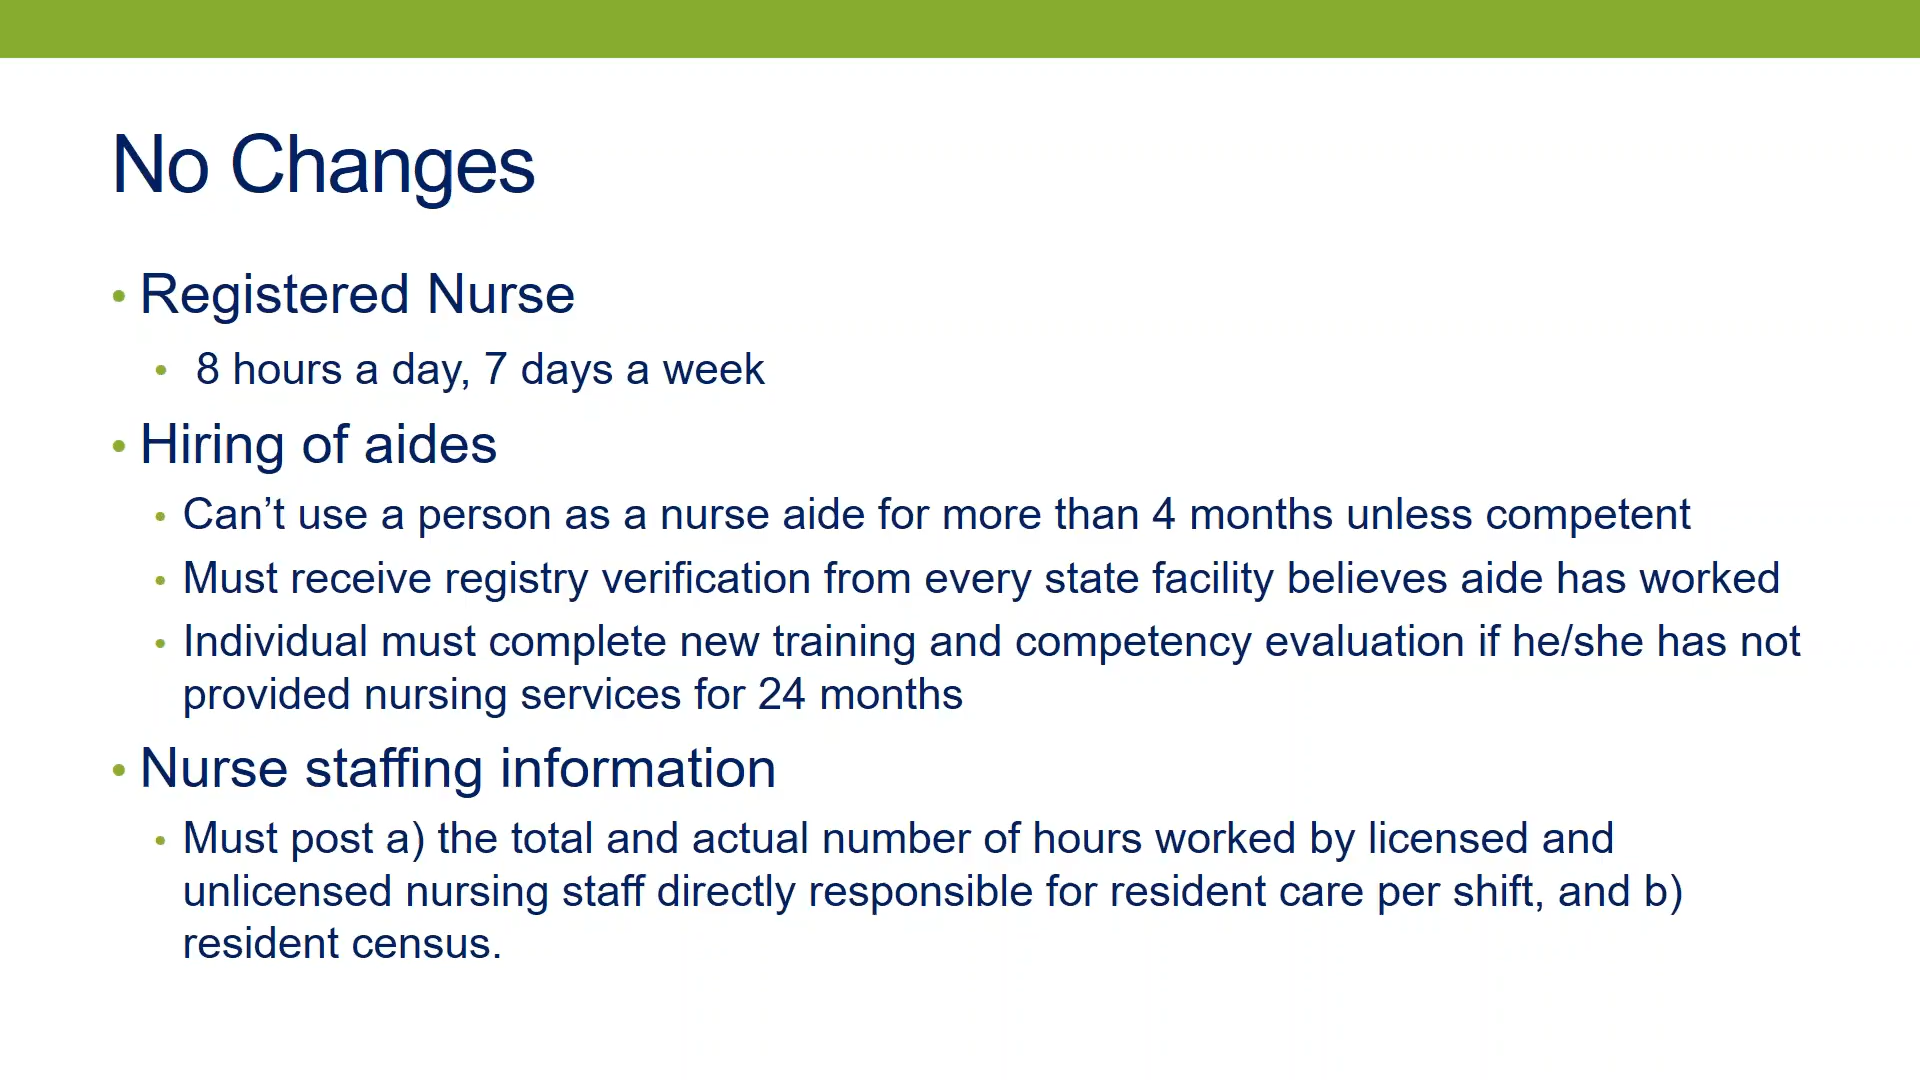 No Changes
• Registered Nurse
• 8 hours a day, 7 days a week
• Hiring of aides
• Can’t use a person as a nurse aide for more than 4 months unless competent
• Must receive registry verification from every state facility believes aide has worked
• Individual must complete new training and competency evaluation if he/she has not
provided nursing services for 24 months
• Nurse staffing information
• Must post a) the total and actual number of hours worked by licensed and
unlicensed nursing staff directly responsible for resident care per shift, and b)
resident census.